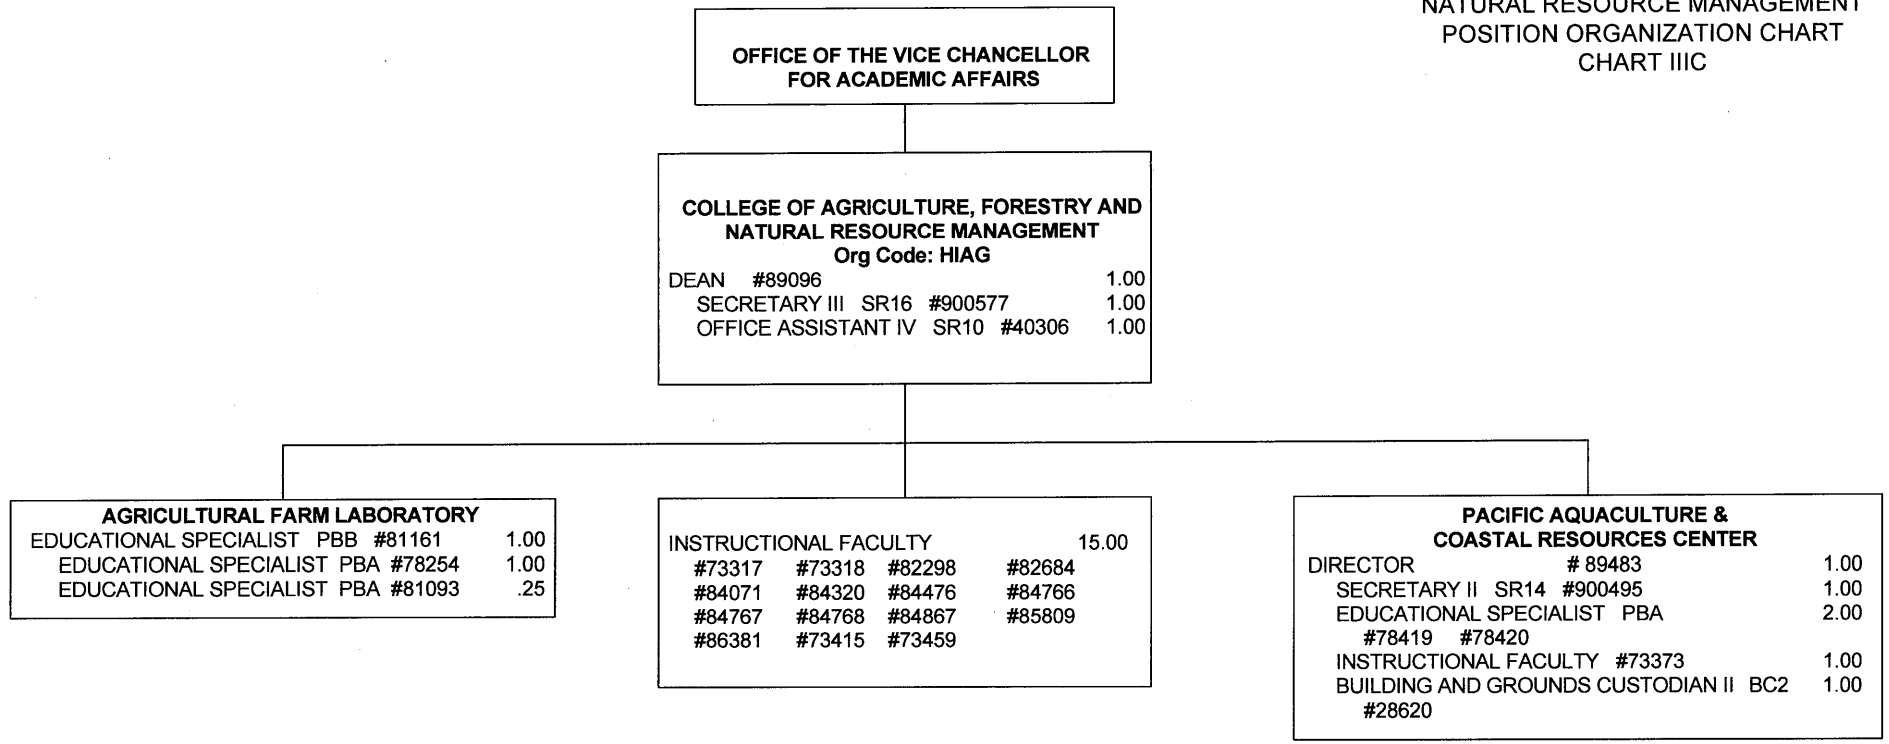 NATURAL RESOURCE MANAGEMENT
POSITION ORGANIZATION CHART
CHART IIIC
OFFICE OF THE VICE CHANCELLOR
FOR ACADEMIC AFFAIRS
COLLEGE OF AGRICULTURE, FORESTRY AND
NATURAL RESOURCE MANAGEMENT
Org Code: HIAG
DEAN #89096 1.00
SECRETARY III SR16 #900577 1.00
OFFICE ASSISTANT IV SR10 #40306 1.00
AGRICULTURAL FARM LABORATORY
EDUCATIONAL SPECIALIST PBB #81161 1.00
EDUCATIONAL SPECIALIST PBA #78254 1.00
EDUCATIONAL SPECIALIST PBA #81093 .25
INSTRUCTIONAL FACULTY 15.00
#73317 #73318 #82298 #82684
#84071 #84320 #84476 #84766
#84767 #84768 #84867 #85809
#86381 #73415 #73459
PACIFIC AQUACULTURE &
COASTAL RESOURCES CENTER
DIRECTOR # 89483 1.00
SECRETARY II SR14 #900495 1.00
EDUCATIONAL SPECIALIST PBA 2.00
#78419 #78420
INSTRUCTIONAL FACULTY #73373 1.00
BUILDING AND GROUNDS CUSTODIAN II BC2 1.00
#28620